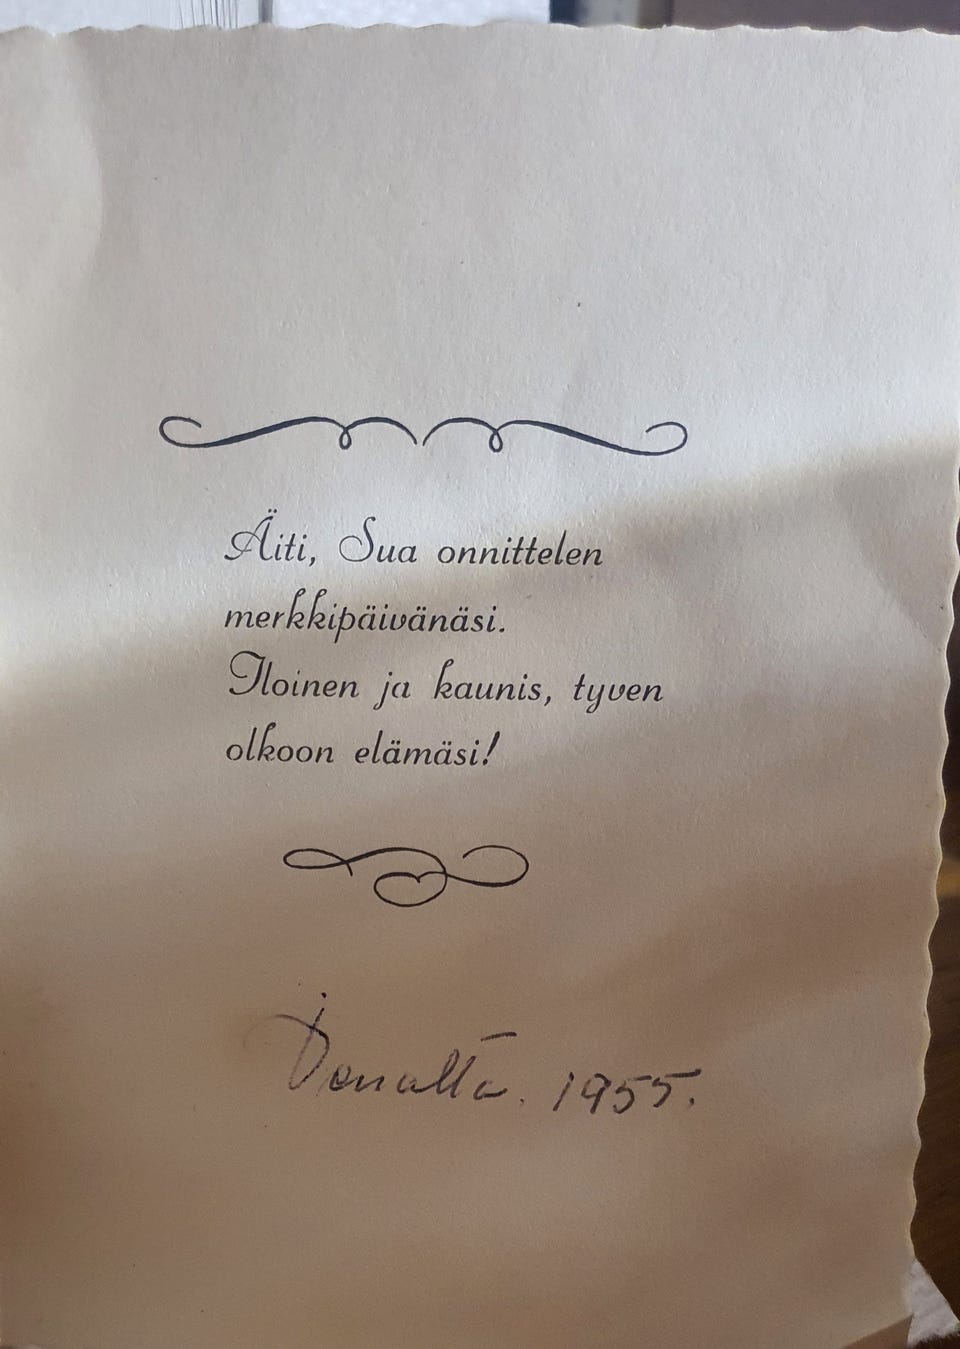 Äiti, Sua onnittelen
merkkipäivänäsi.
Iloinen ja kaunis, tyven
olkoon elämäsi!
1955.